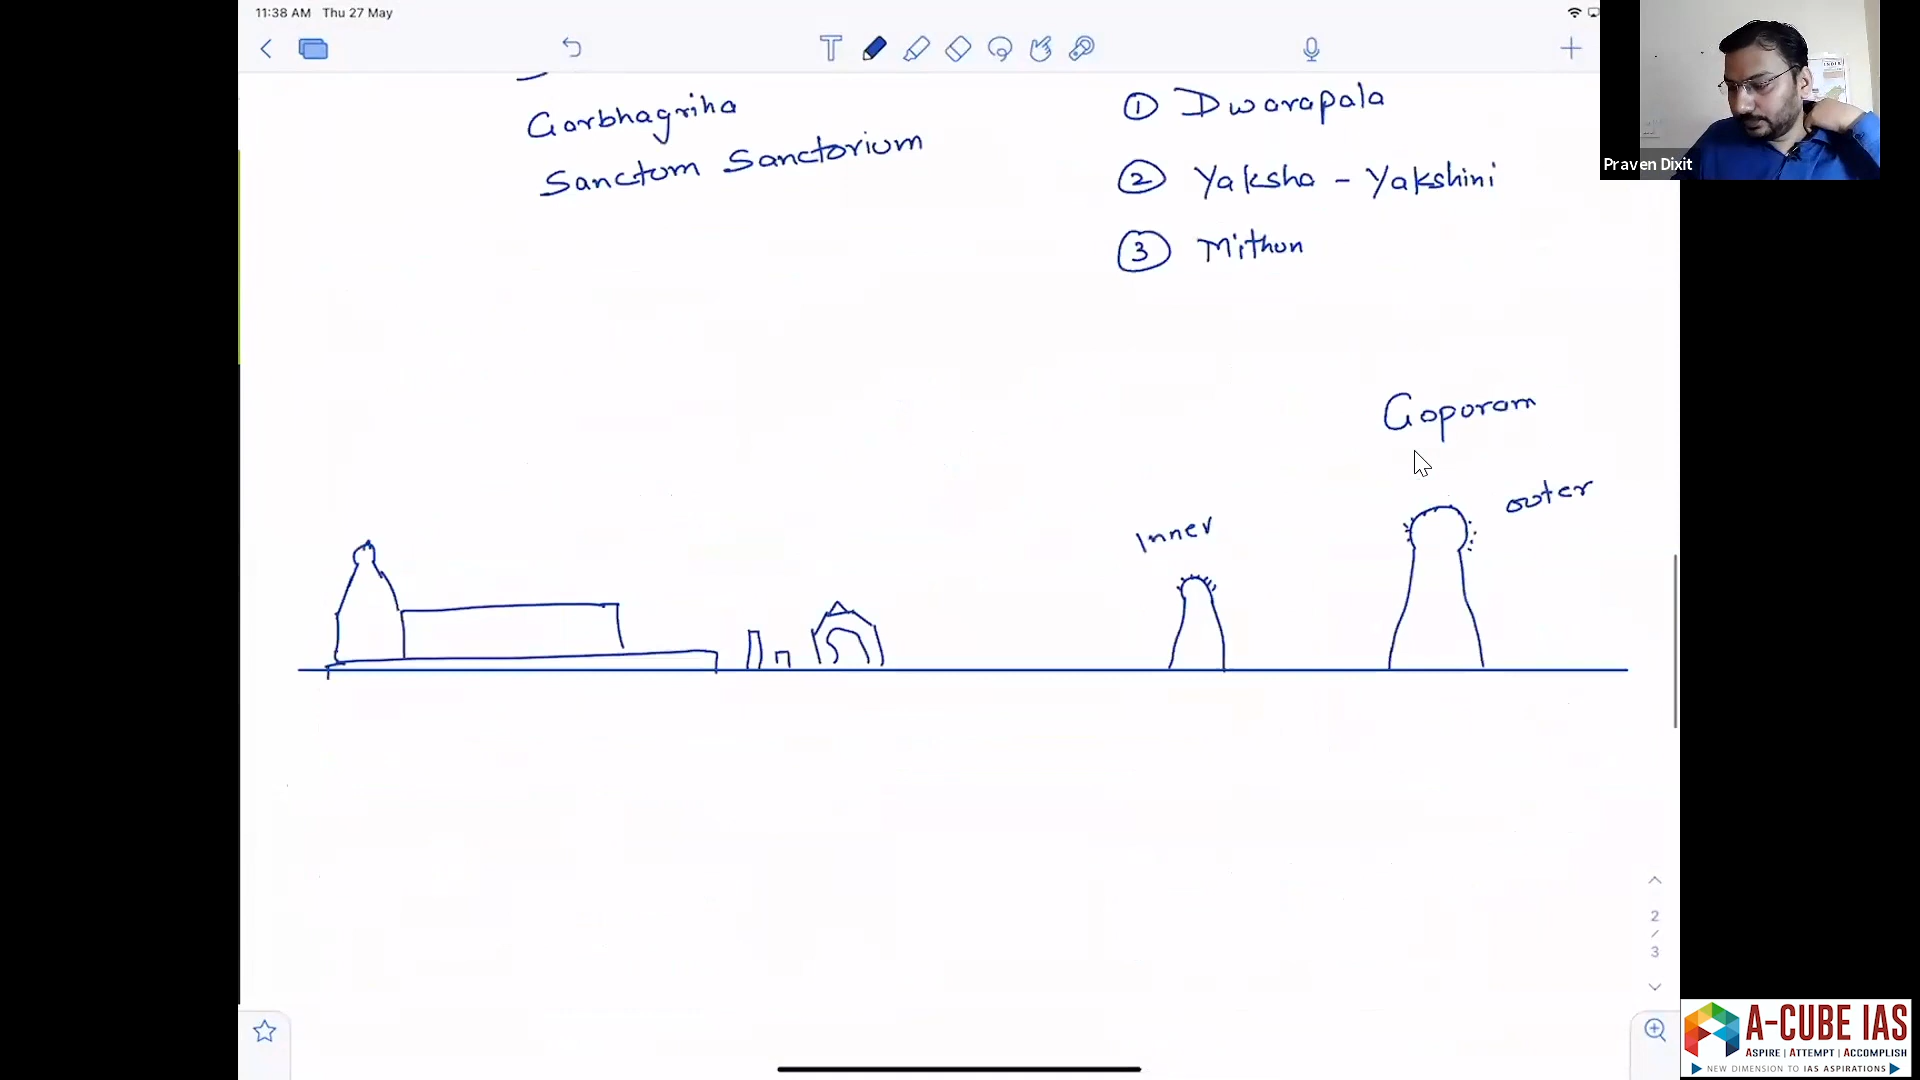 11:38 AM Thu 27 May
T
Praven Dixit
Garbhagriha
Sanctum Sanctorium
① Dwarapala
② Yaksha - Yakshini
③ Mithun
Gopuram
outer
Inner
2
/
3
A-CUBE IAS
ASPIRE | ATTEMPT | ACCOMPLISH
NEW DIMENSION TO IAS ASPIRATIONS